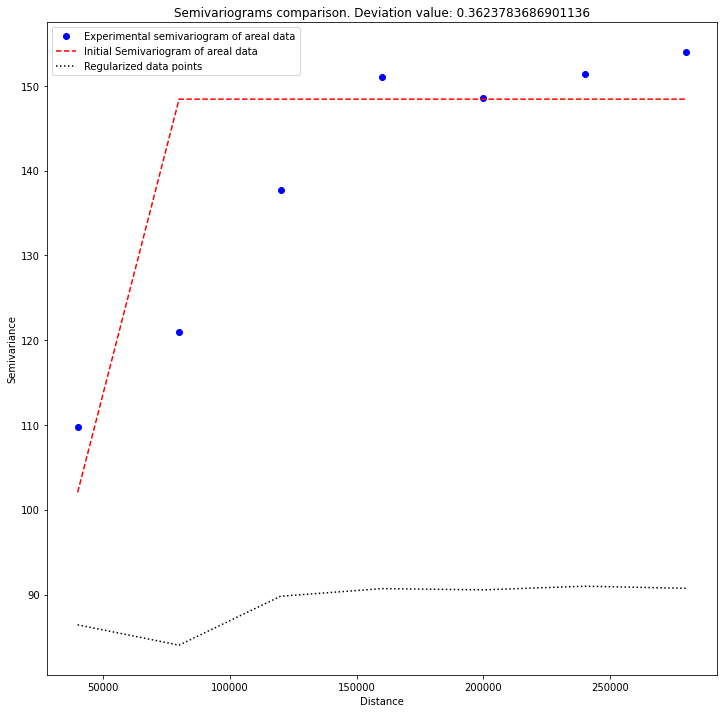 Semivariograms comparison. Deviation value: 0.3623783686901136
Experimental semivariogram of areal data
Initial Semivariogram of areal data
Regularized data points
150
140
130
120
110
100
90
Semivariance
50000 100000 150000 200000 250000
Distance